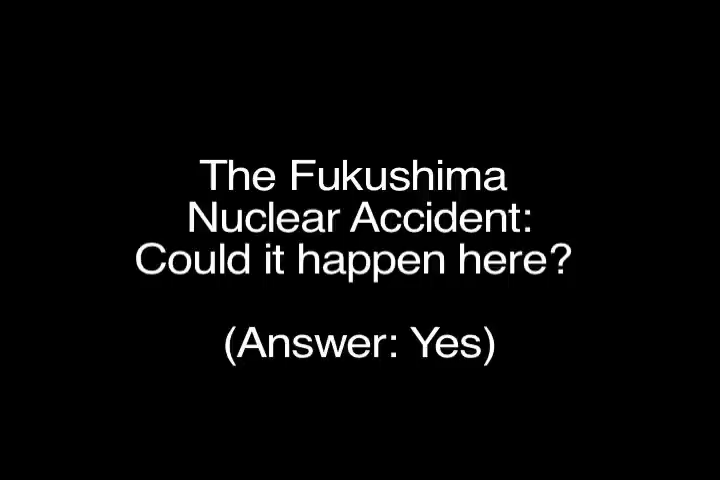 The Fukushima
Nuclear Accident:
Could it happen here?
(Answer: Yes)